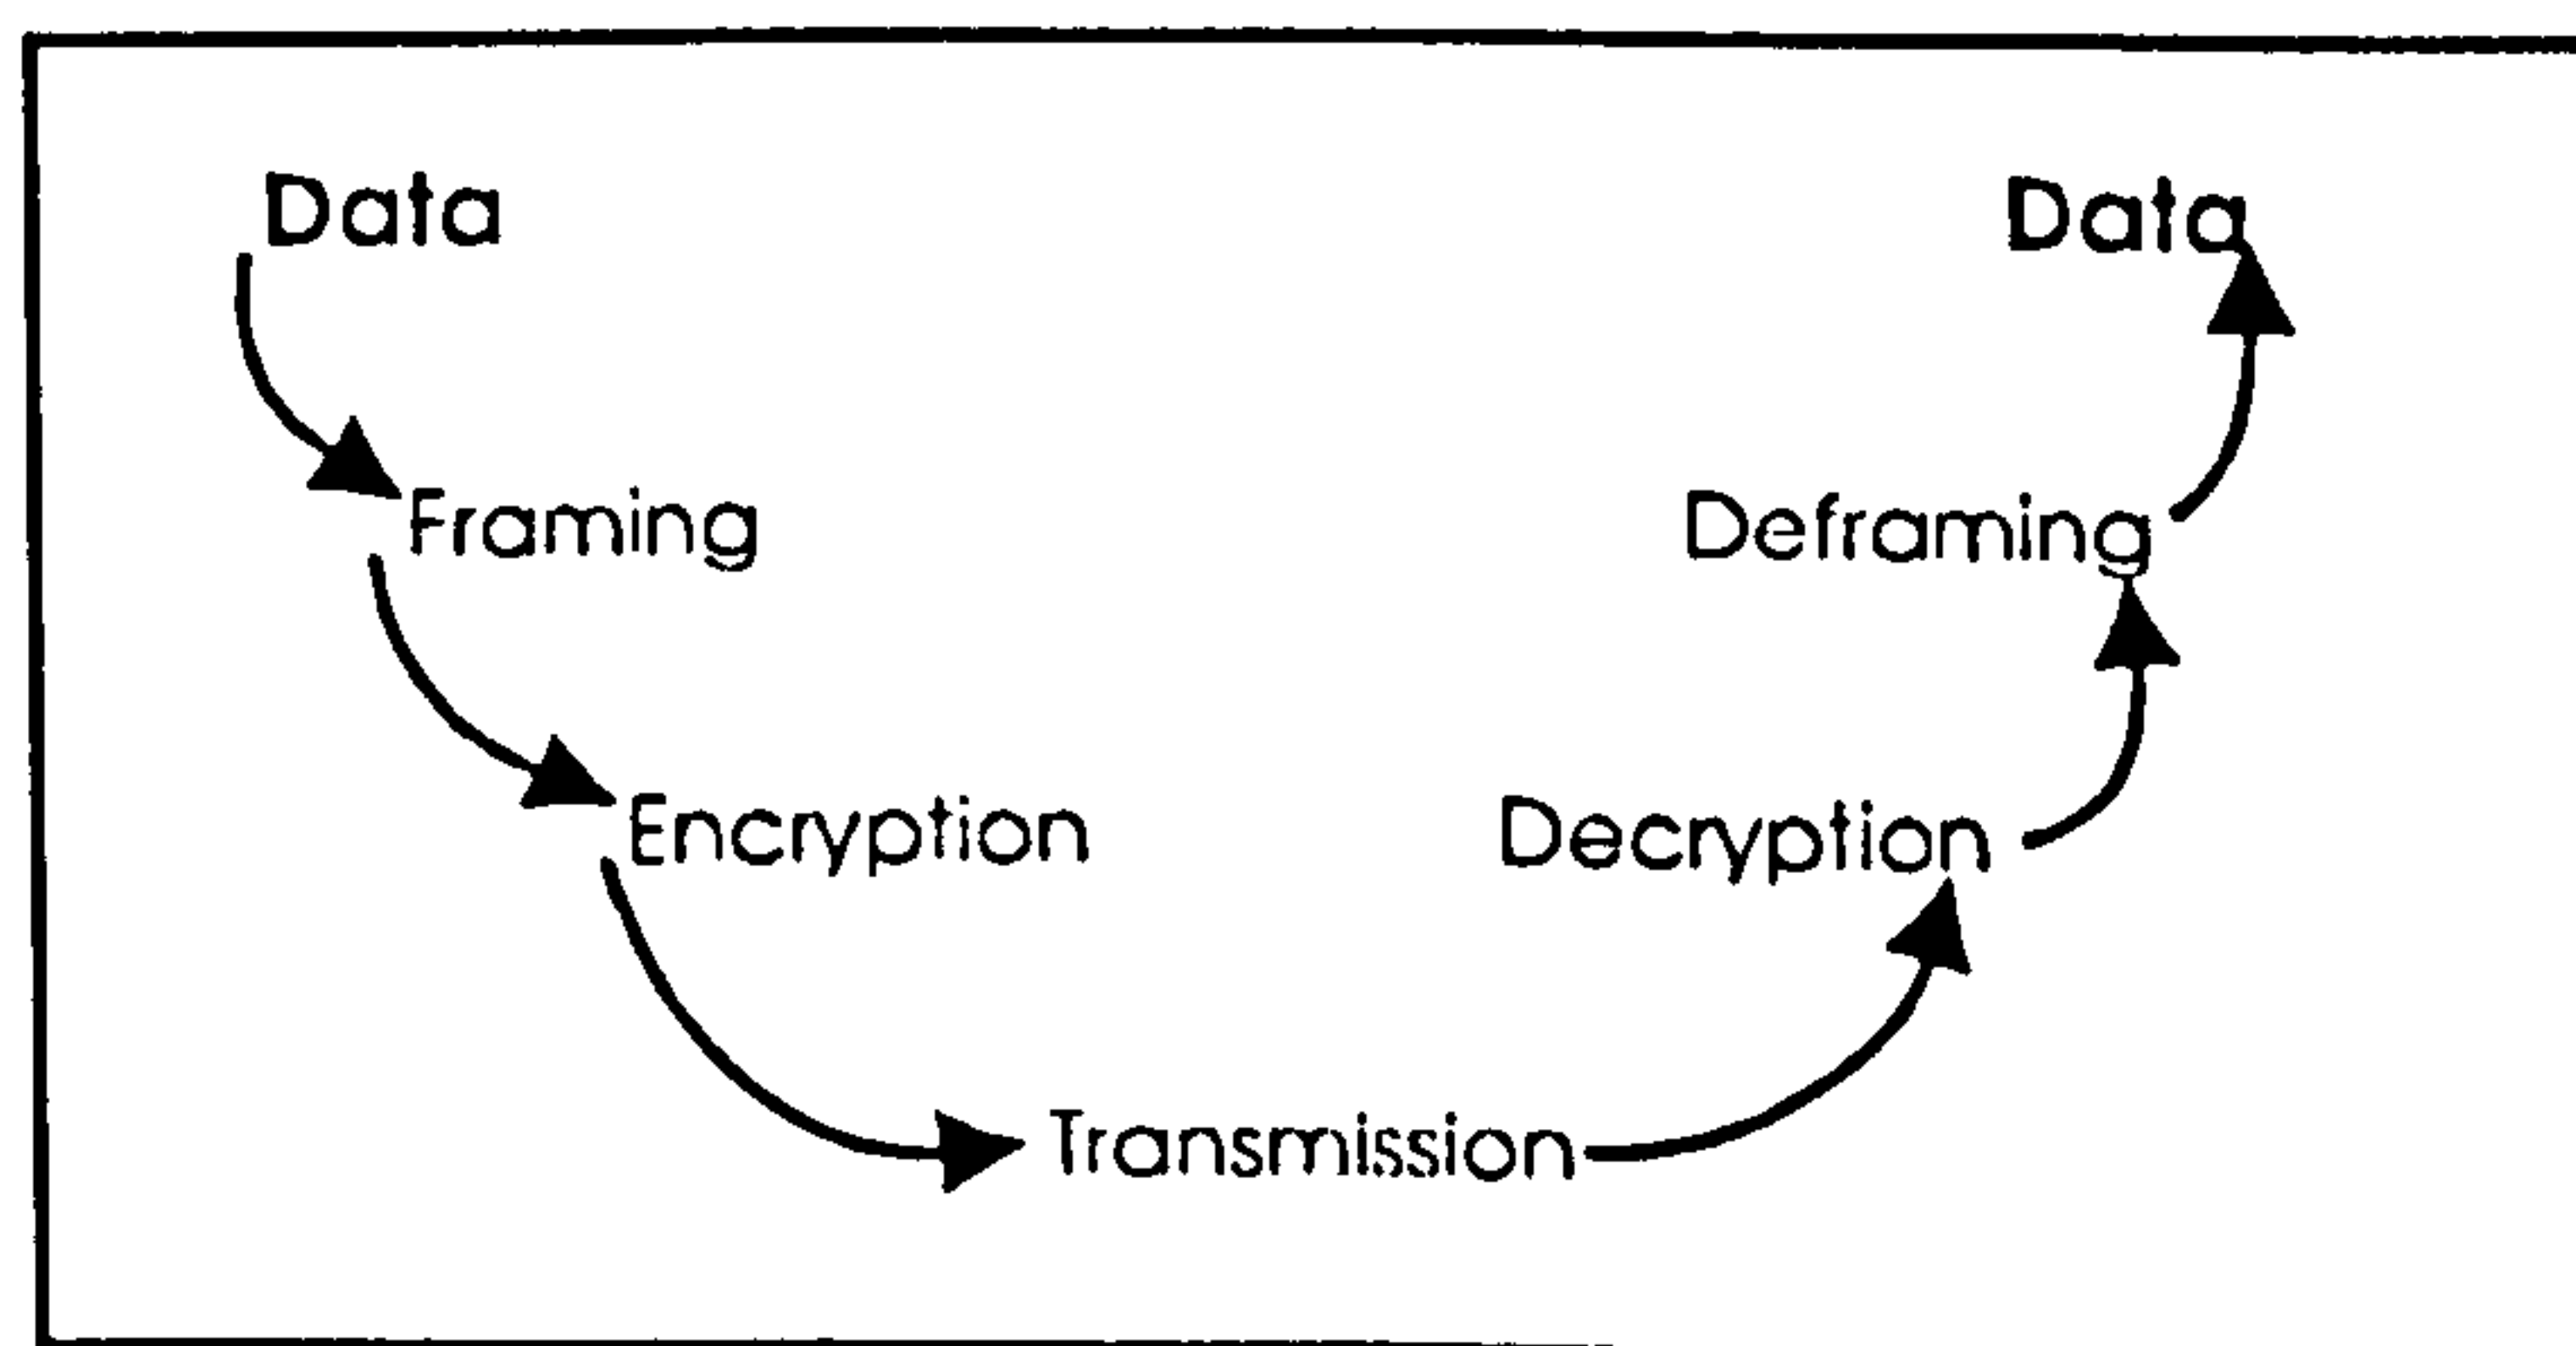 Data
Data
Framing
Deframing
Encryption
Decryption
Transmission